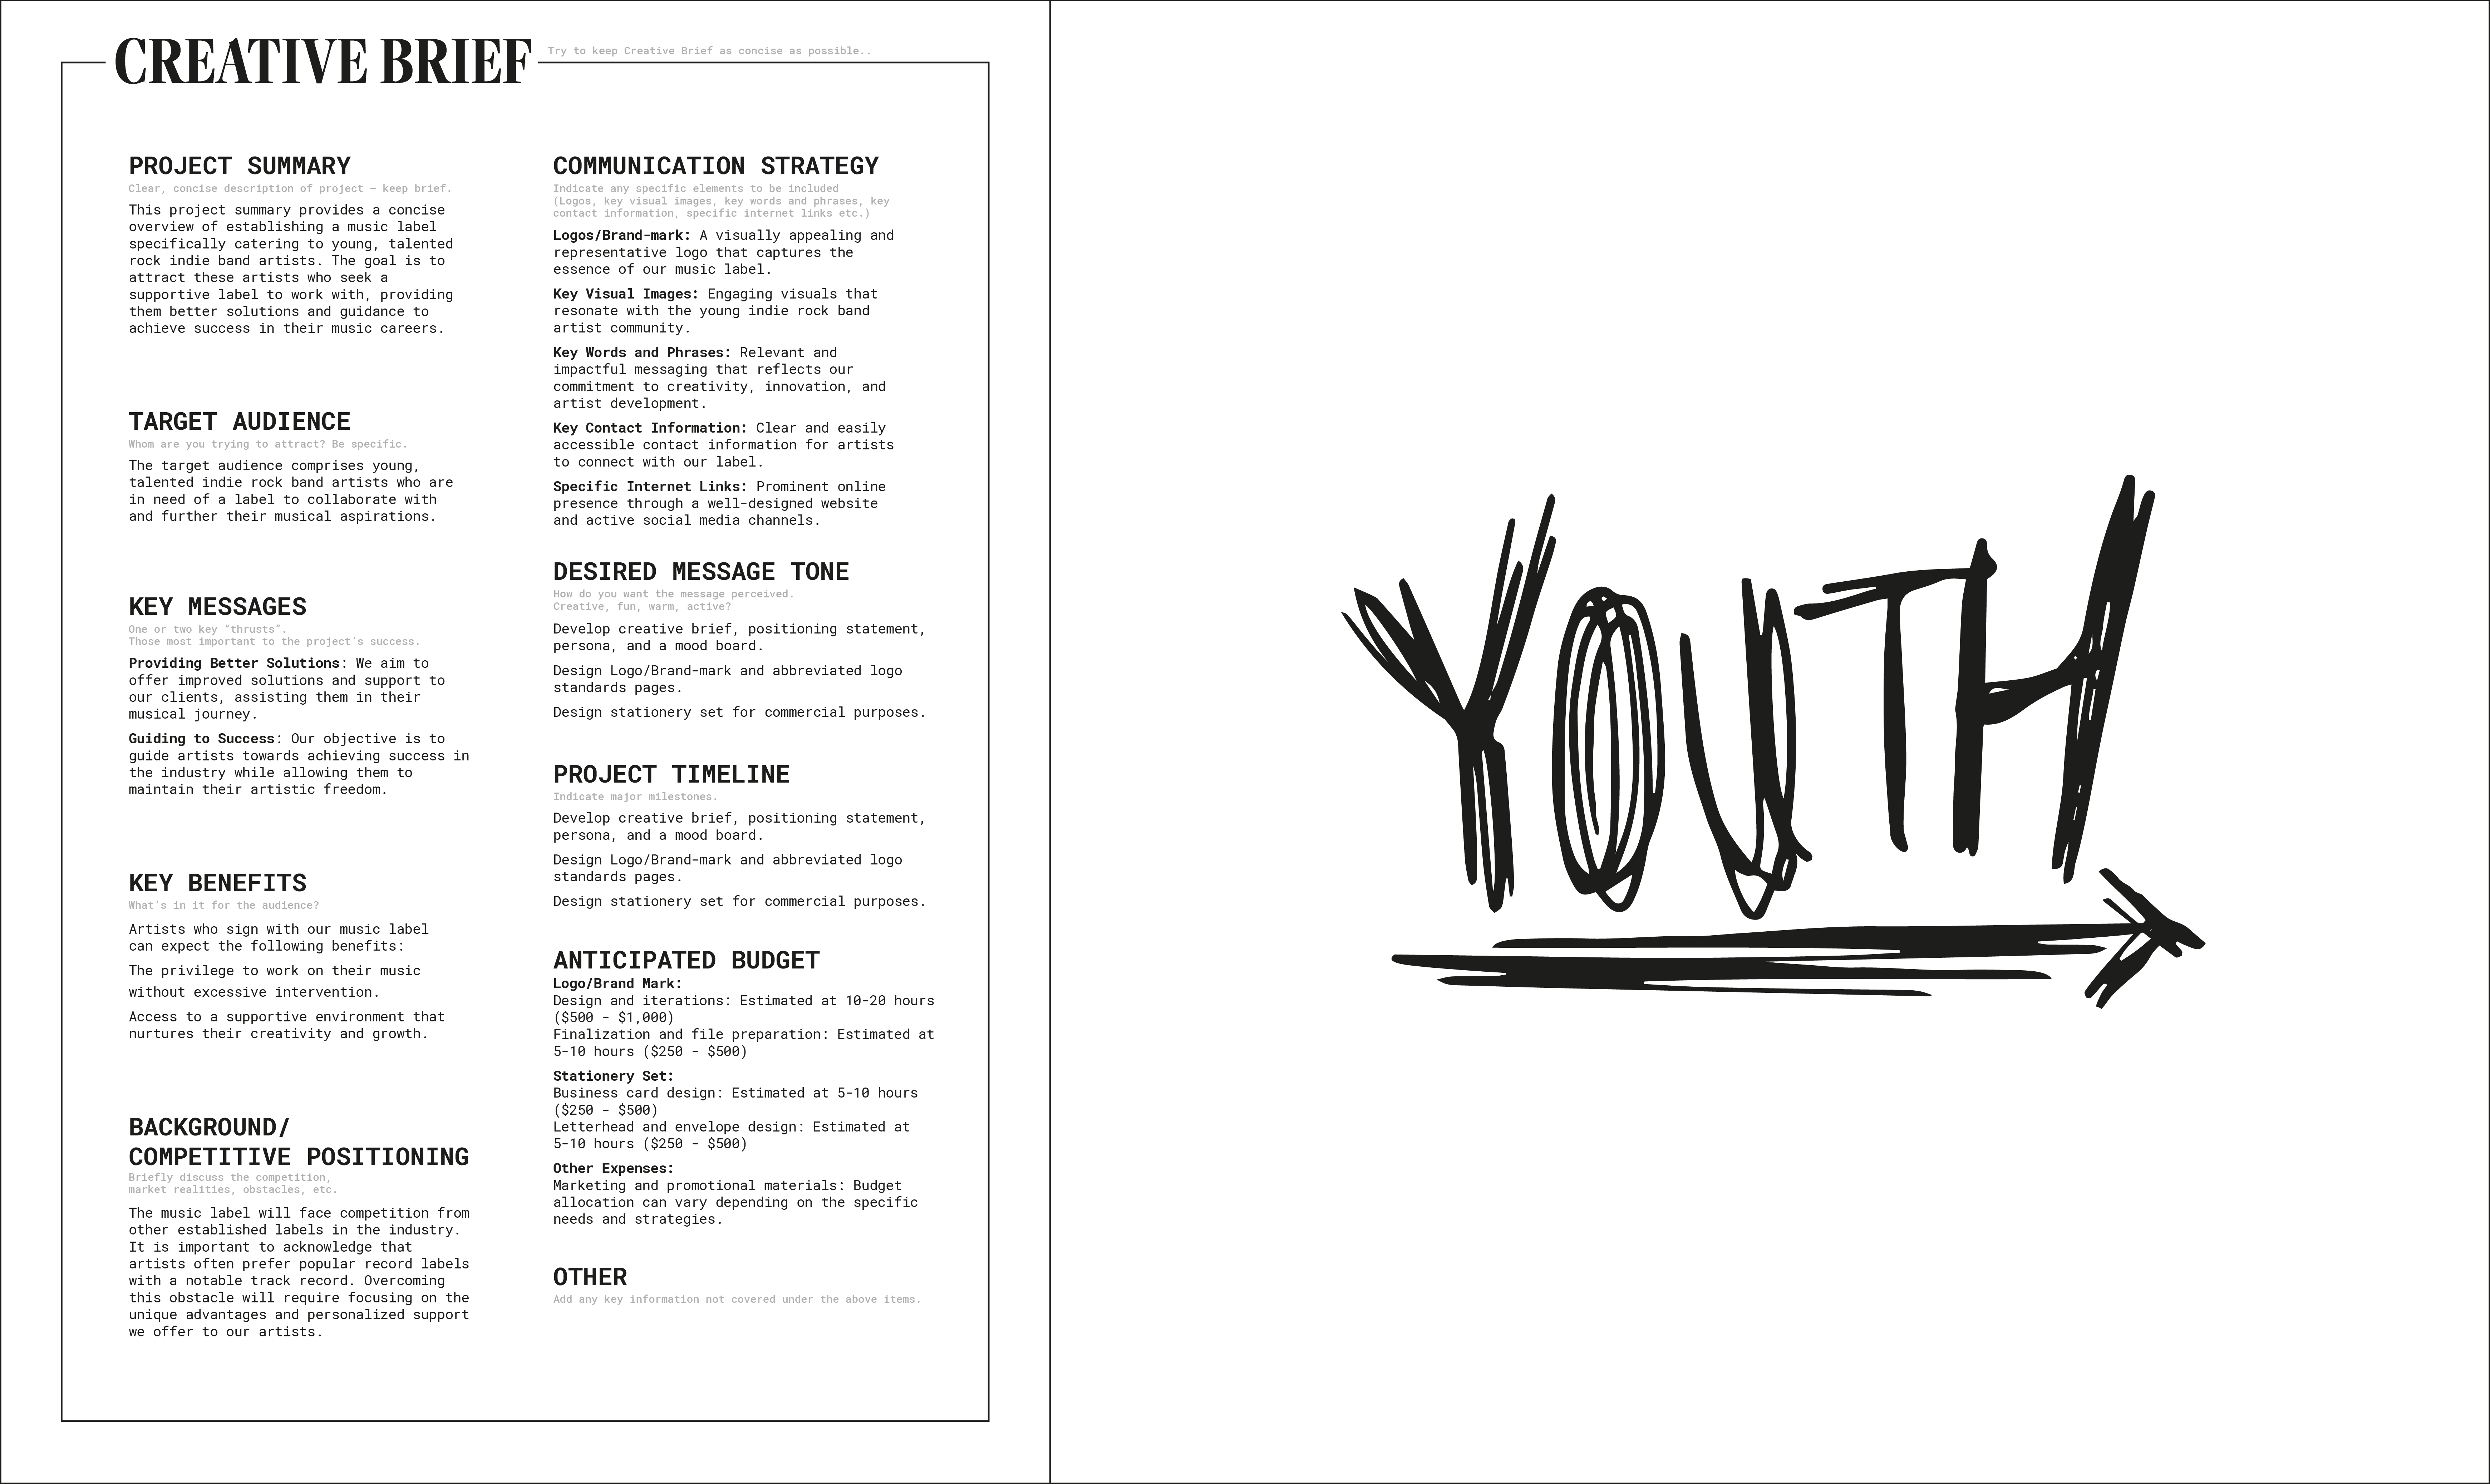 CREATIVE BRIEF
Try to keep Creative Brief as concise as possible..
PROJECT SUMMARY
Clear, concise description of project – keep brief.
This project summary provides a concise
overview of establishing a music label
specifically catering to young, talented
rock indie band artists. The goal is to
attract these artists who seek a
supportive label to work with, providing
them better solutions and guidance to
achieve success in their music careers.
TARGET AUDIENCE
Whom are you trying to attract? Be specific.
The target audience comprises young,
talented indie rock band artists who are
in need of a label to collaborate with
and further their musical aspirations.
KEY MESSAGES
One or two key “thrusts”.
Those most important to the project’s success.
Providing Better Solutions: We aim to
offer improved solutions and support to
our clients, assisting them in their
musical journey.
Guiding to Success: Our objective is to
guide artists towards achieving success in
the industry while allowing them to
maintain their artistic freedom.
KEY BENEFITS
What’s in it for the audience?
Artists who sign with our music label
can expect the following benefits:
The privilege to work on their music
without excessive intervention.
Access to a supportive environment that
nurtures their creativity and growth.
BACKGROUND/
COMPETITIVE POSITIONING
Briefly discuss the competition,
market realities, obstacles, etc.
The music label will face competition from
other established labels in the industry.
It is important to acknowledge that
artists often prefer popular record labels
with a notable track record. Overcoming
this obstacle will require focusing on the
unique advantages and personalized support
we offer to our artists.
COMMUNICATION STRATEGY
Indicate any specific elements to be included
(Logos, key visual images, key words and phrases, key
contact information, specific internet links etc.)
Logos/Brand-mark: A visually appealing and
representative logo that captures the
essence of our music label.
Key Visual Images: Engaging visuals that
resonate with the young indie rock band
artist community.
Key Words and Phrases: Relevant and
impactful messaging that reflects our
commitment to creativity, innovation, and
artist development.
Key Contact Information: Clear and easily
accessible contact information for artists
to connect with our label.
Specific Internet Links: Prominent online
presence through a well-designed website
and active social media channels.
DESIRED MESSAGE TONE
How do you want the message perceived.
Creative, fun, warm, active?
Develop creative brief, positioning statement,
persona, and a mood board.
Design Logo/Brand-mark and abbreviated logo
standards pages.
Design stationery set for commercial purposes.
PROJECT TIMELINE
Indicate major milestones.
Develop creative brief, positioning statement,
persona, and a mood board.
Design Logo/Brand-mark and abbreviated logo
standards pages.
Design stationery set for commercial purposes.
ANTICIPATED BUDGET
Logo/Brand Mark:
Design and iterations: Estimated at 10-20 hours
($500 - $1,000)
Finalization and file preparation: Estimated at
5-10 hours ($250 - $500)
Stationery Set:
Business card design: Estimated at 5-10 hours
($250 - $500)
Letterhead and envelope design: Estimated at
5-10 hours ($250 - $500)
Other Expenses:
Marketing and promotional materials: Budget
allocation can vary depending on the specific
needs and strategies.
OTHER
Add any key information not covered under the above items.
YOUTH